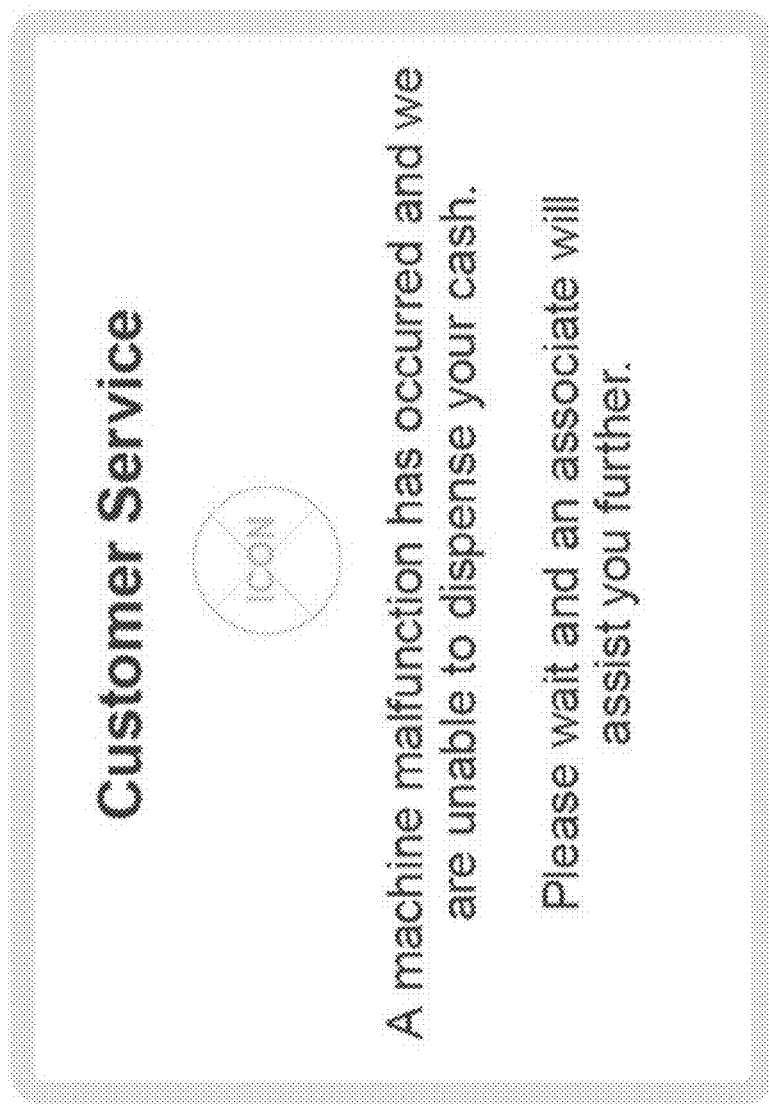 Customer Service
ICON
A machine malfunction has occurred and we
are unable to dispense your cash.
Please wait and an associate will
assist you further.